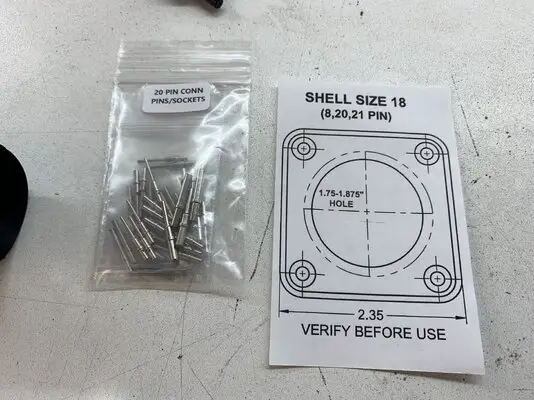 20 PIN CONN
PINS/SOCKETS
SHELL SIZE 18
(8,20,21 PIN)
1.75-1.875"
HOLE
2.35
VERIFY BEFORE USE